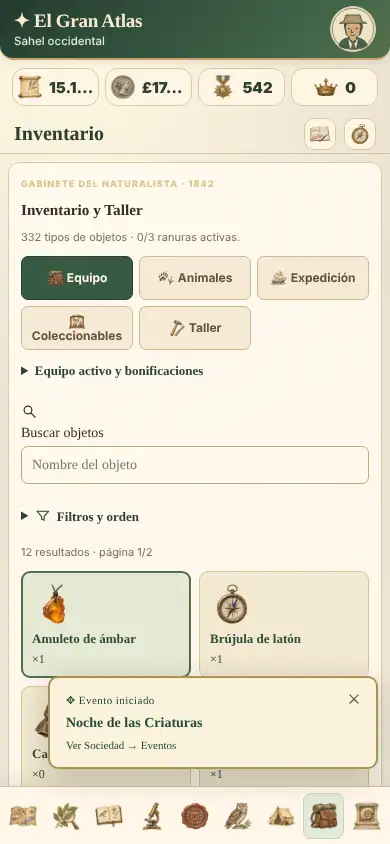 ✦ El Gran Atlas
Sahel occidental
15.1...
£17...
542
0
Inventario
GABINETE DEL NATURALISTA · 1842
Inventario y Taller
332 tipos de objetos · 0/3 ranuras activas.
Equipo
Animales
Expedición
Coleccionables
Taller
Equipo activo y bonificaciones
Buscar objetos
Nombre del objeto
Filtros y orden
12 resultados · página 1/2
Amuleto de ámbar
×1
Brújula de latón
×1
❖ Evento iniciado
Noche de las Criaturas
Ver Sociedad → Eventos
×0
×1